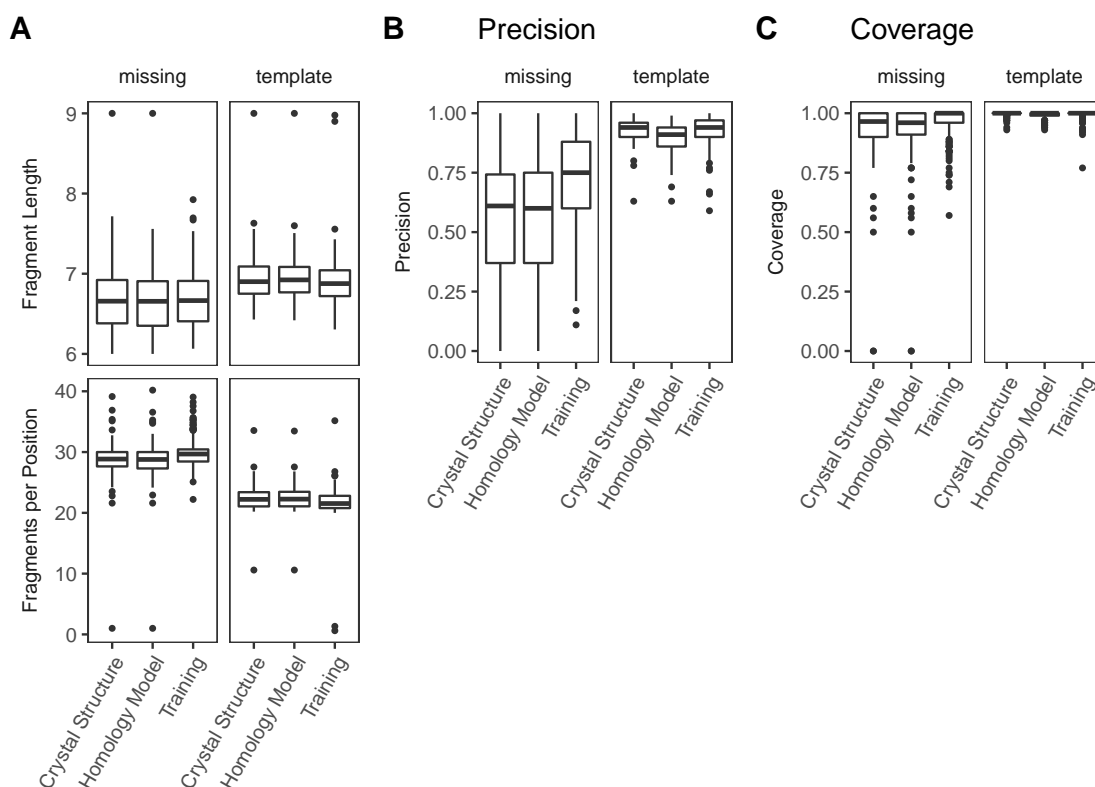 A
missing
template
Fragment Length
9
8
7
6
Fragments per Position
40
30
20
10
0
Crystal Structure
Homology Model
Training
Crystal Structure
Homology Model
Training
B Precision
missing
template
Precision
1.00
0.75
0.50
0.25
0.00
Crystal Structure
Homology Model
Training
Crystal Structure
Homology Model
Training
C Coverage
missing
template
Coverage
1.00
0.75
0.50
0.25
0.00
Crystal Structure
Homology Model
Training
Crystal Structure
Homology Model
Training